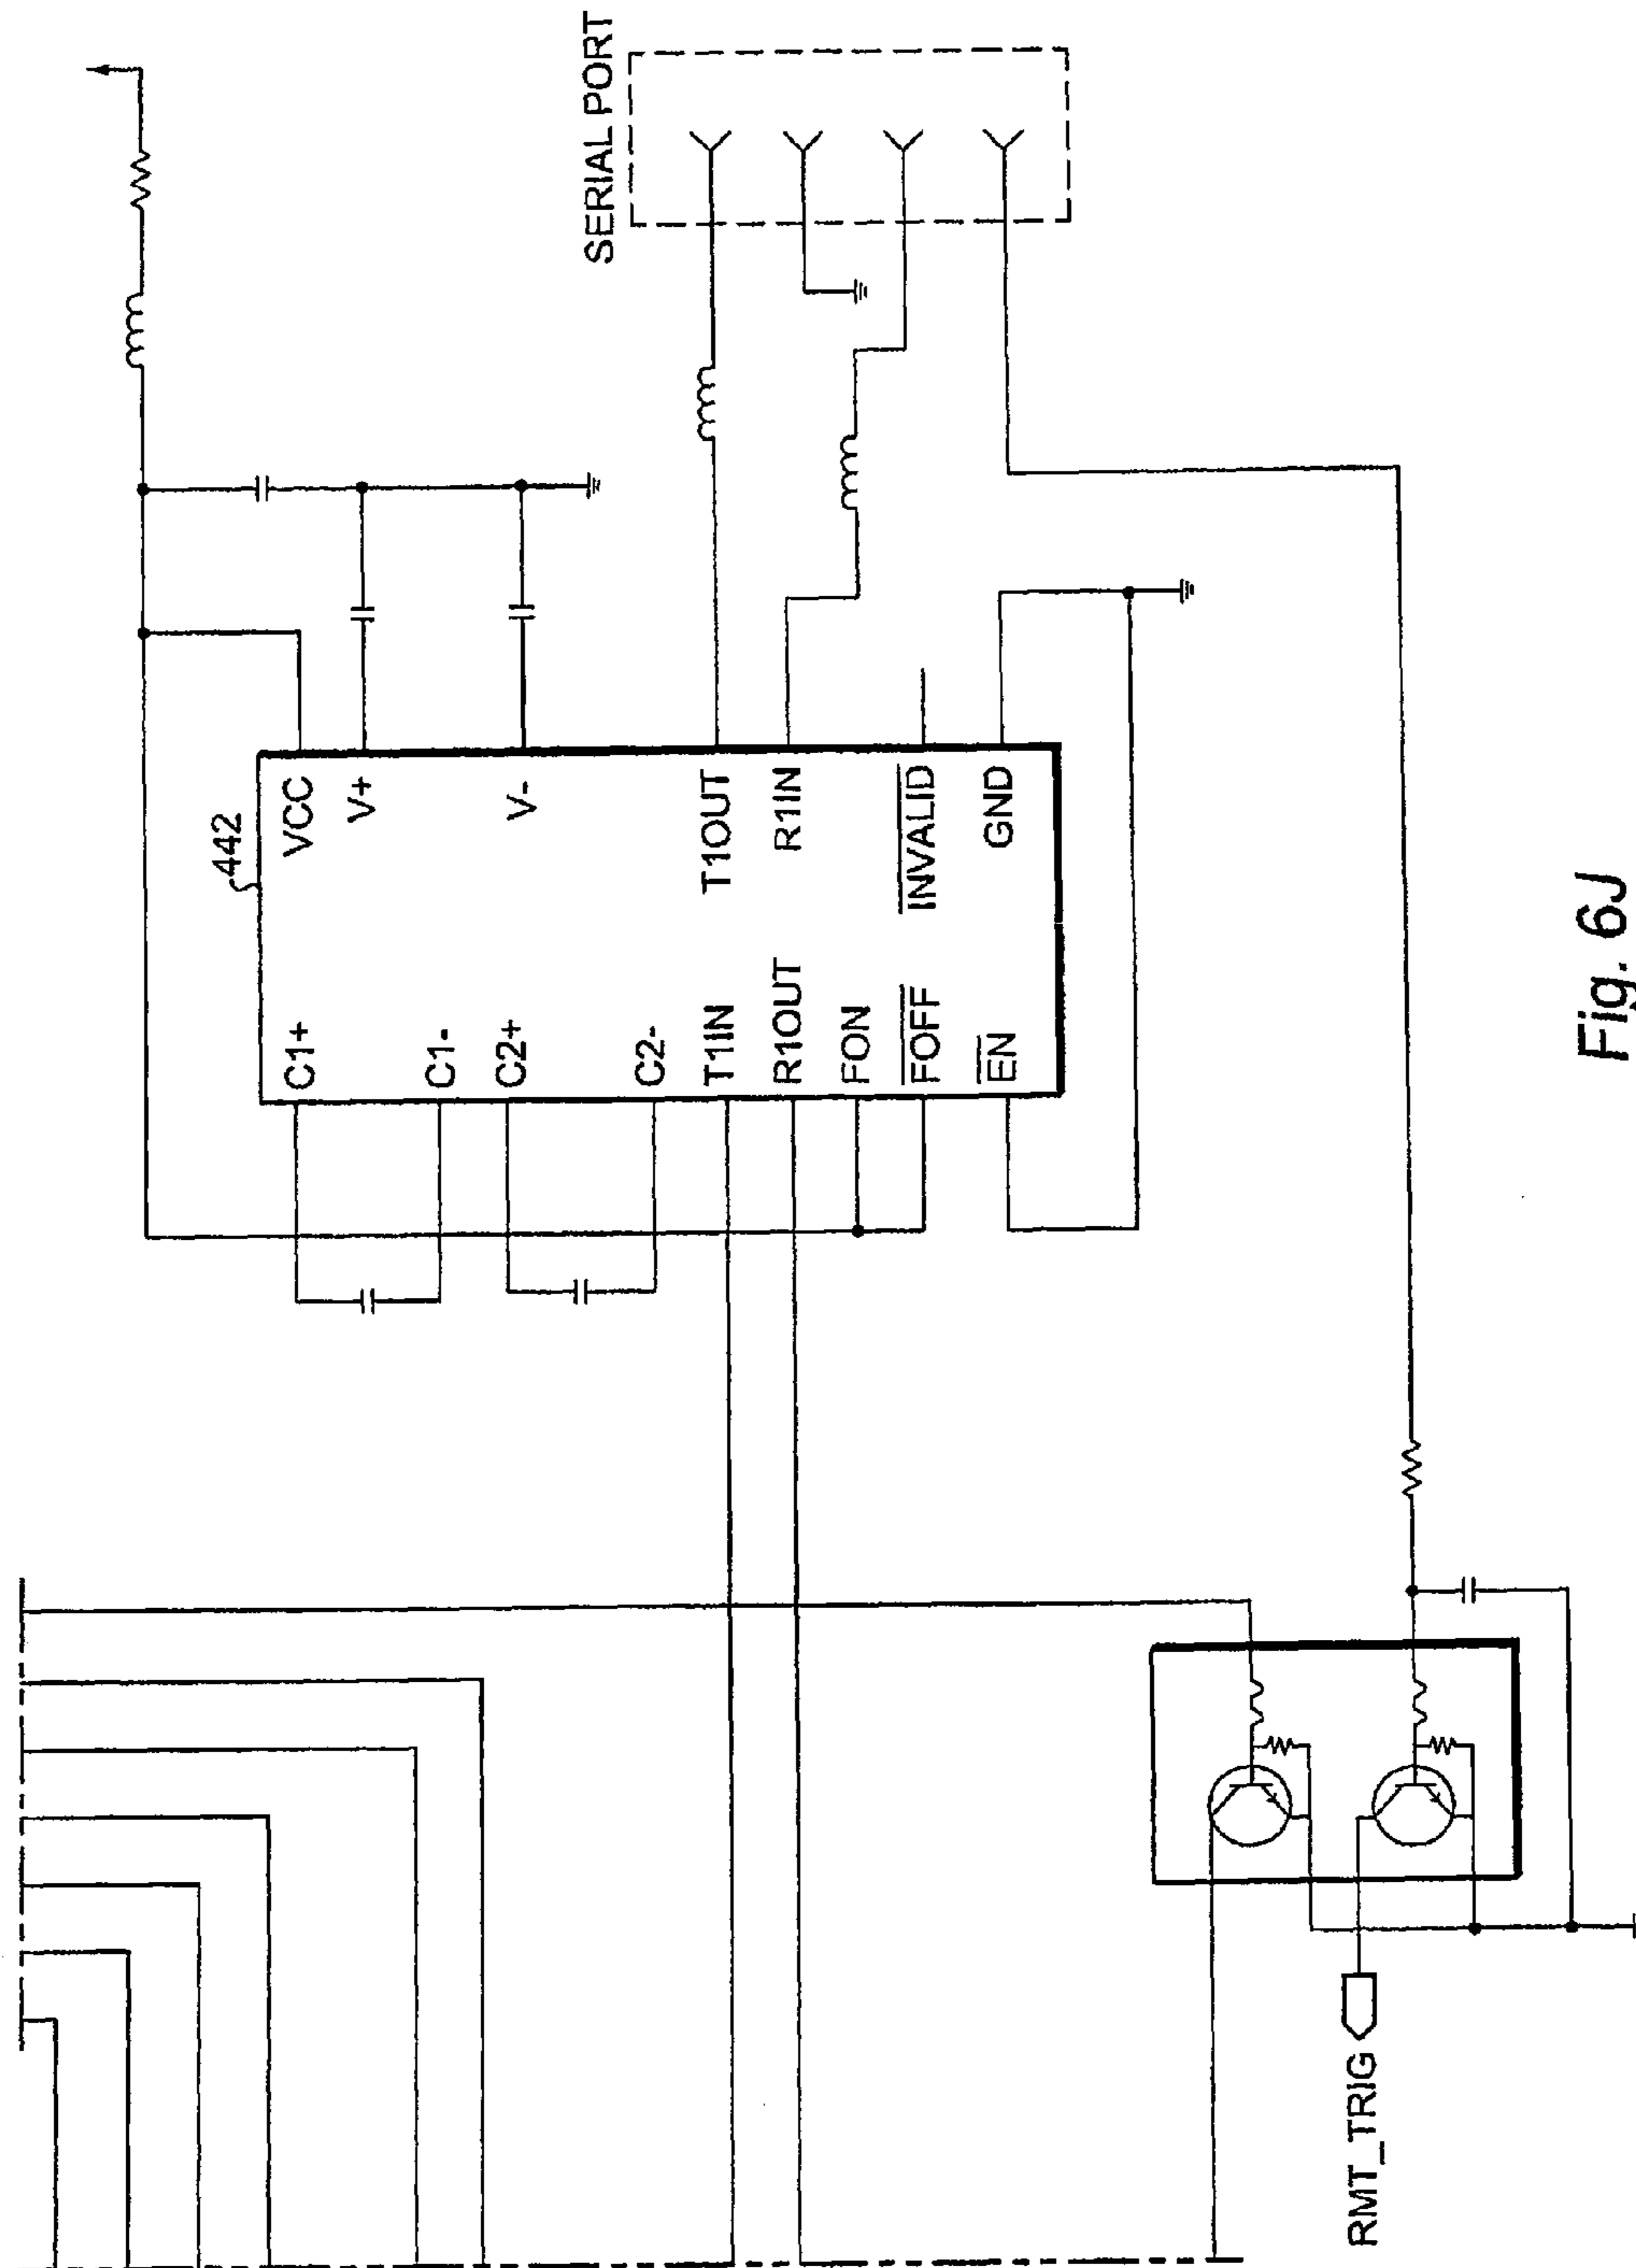 SERIAL PORT
442
C1+
C1-
C2+
C2-
T1IN
R1OUT
FON
FOFF
EN
VCC
V+
V-
T1OUT
R1IN
INVALID
GND
RMT_TRIG
Fig. 6J